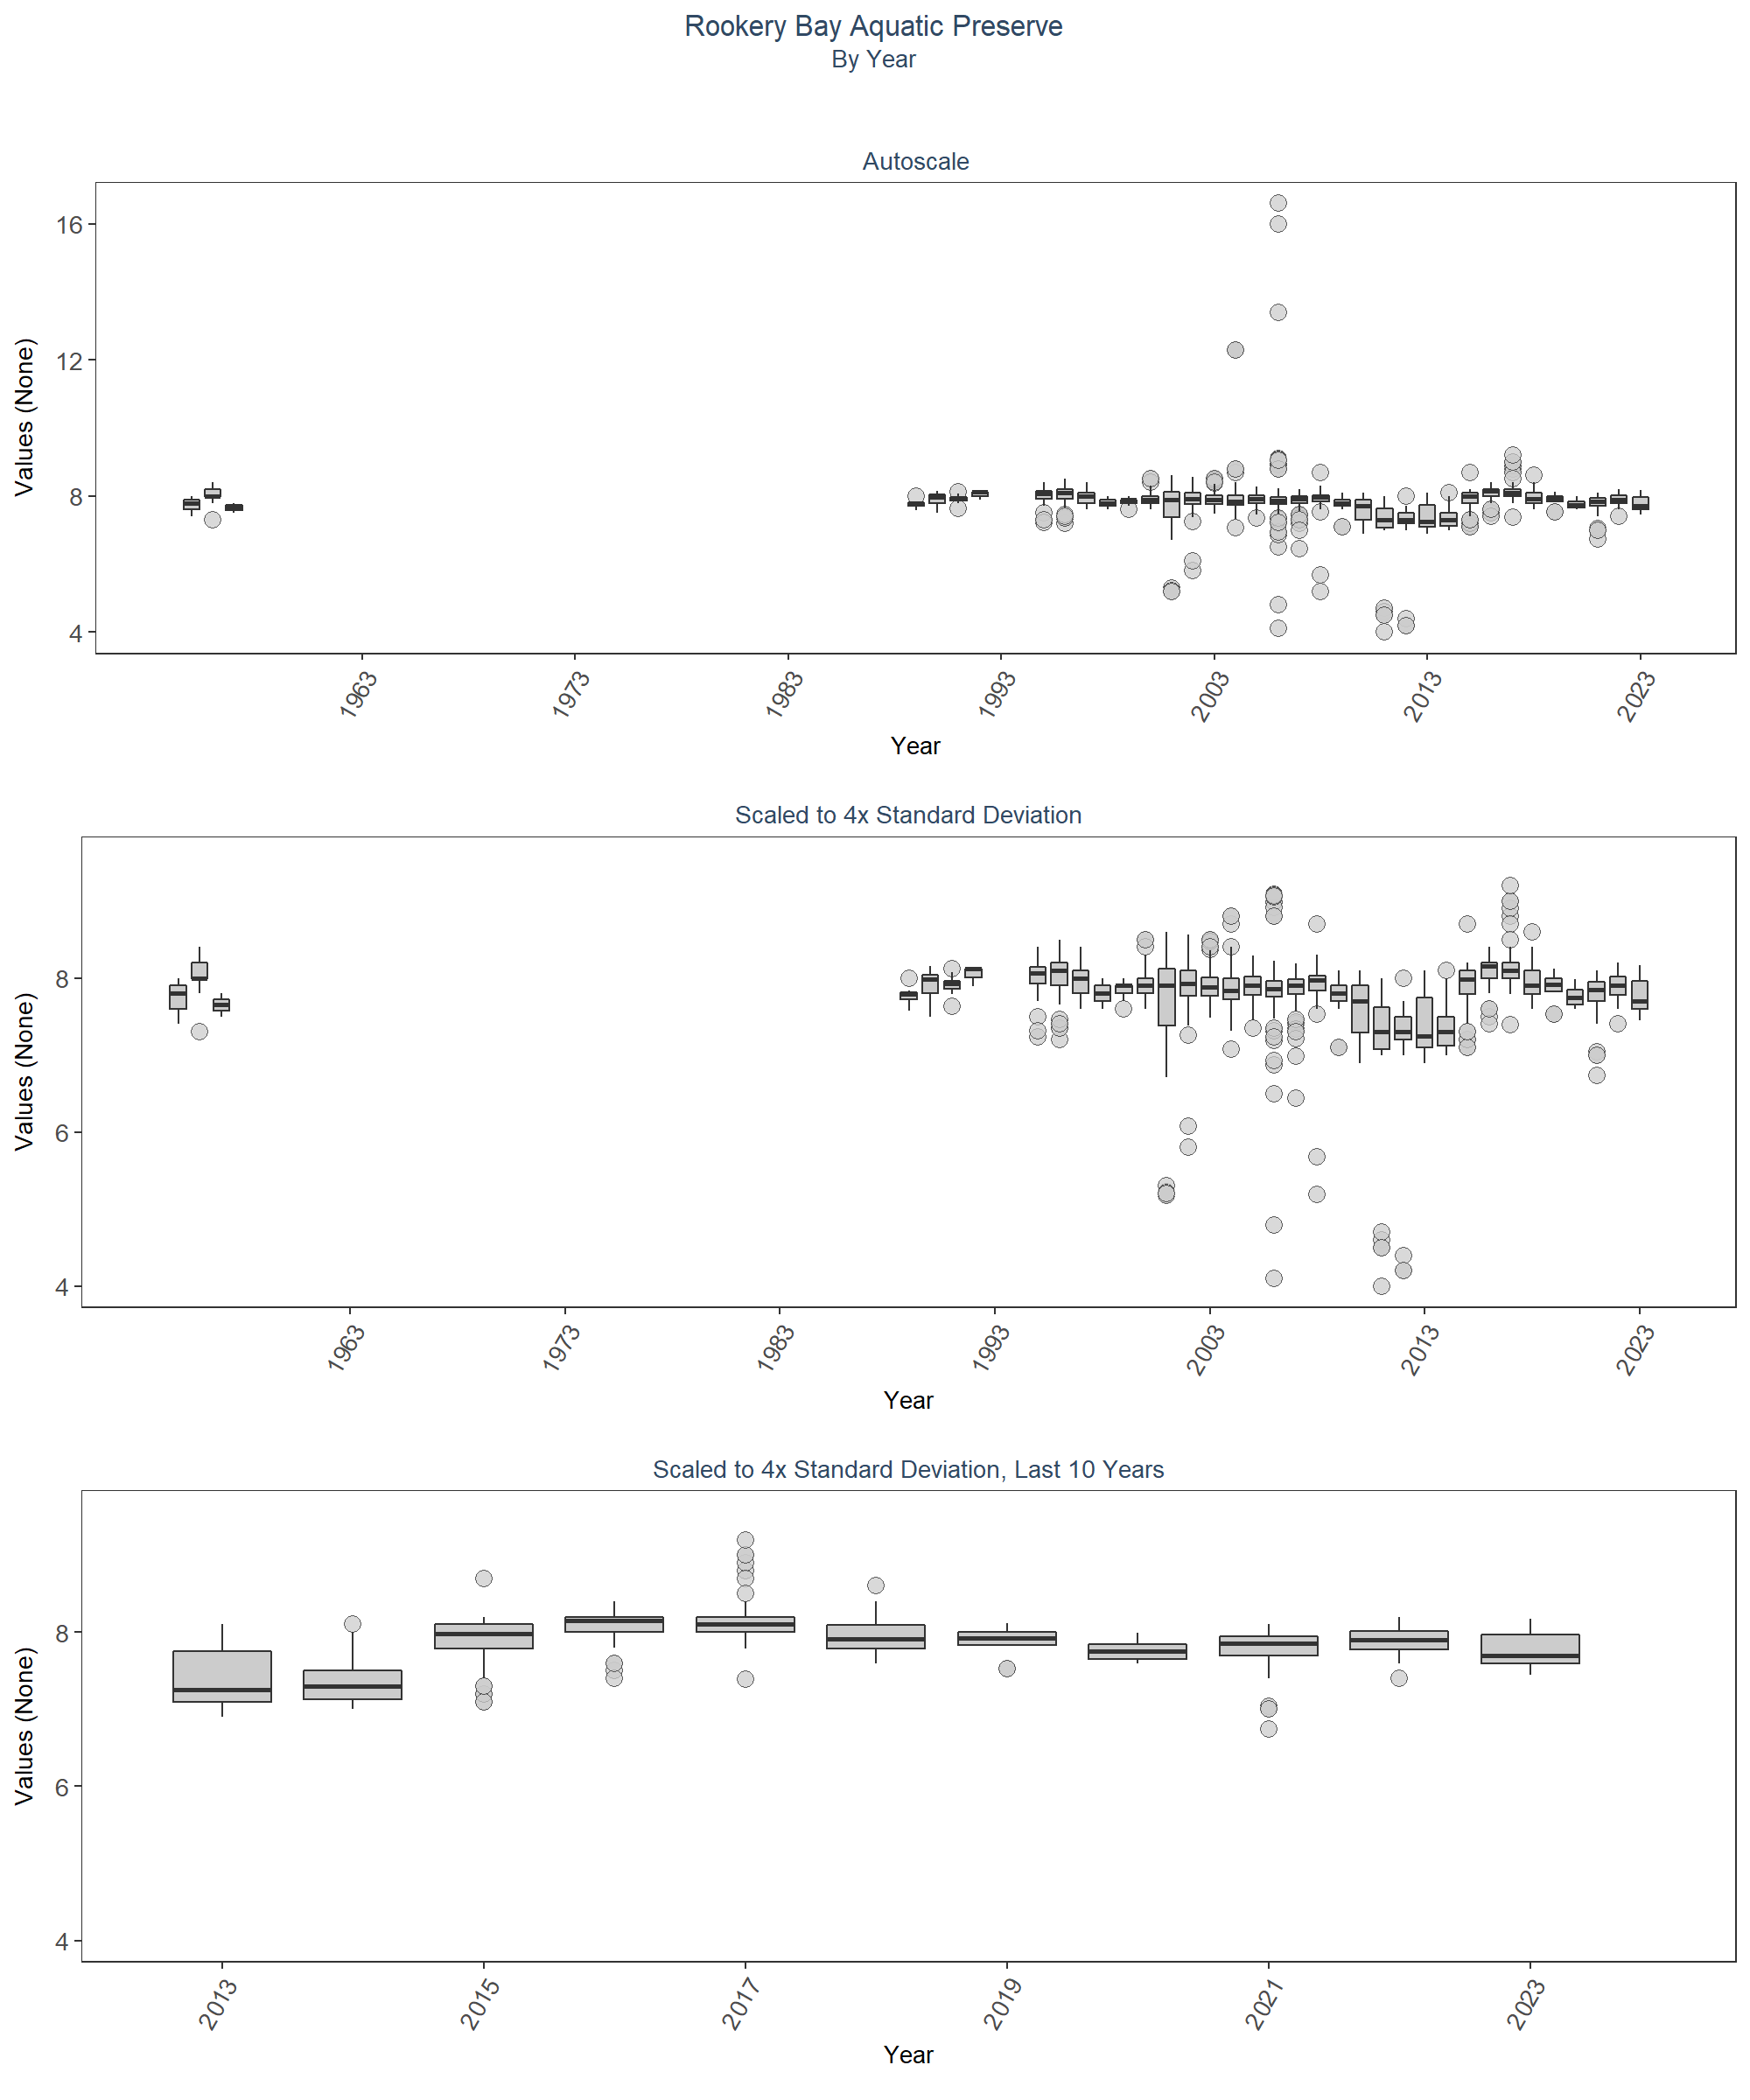 Rookery Bay Aquatic Preserve
By Year
Autoscale
16
12
8
4
Values (None)
1963 1973 1983 1993 2003 2013 2023
Year
Scaled to 4x Standard Deviation
8
6
4
Values (None)
1963 1973 1983 1993 2003 2013 2023
Year
Scaled to 4x Standard Deviation, Last 10 Years
8
6
4
Values (None)
2013 2015 2017 2019 2021 2023
Year